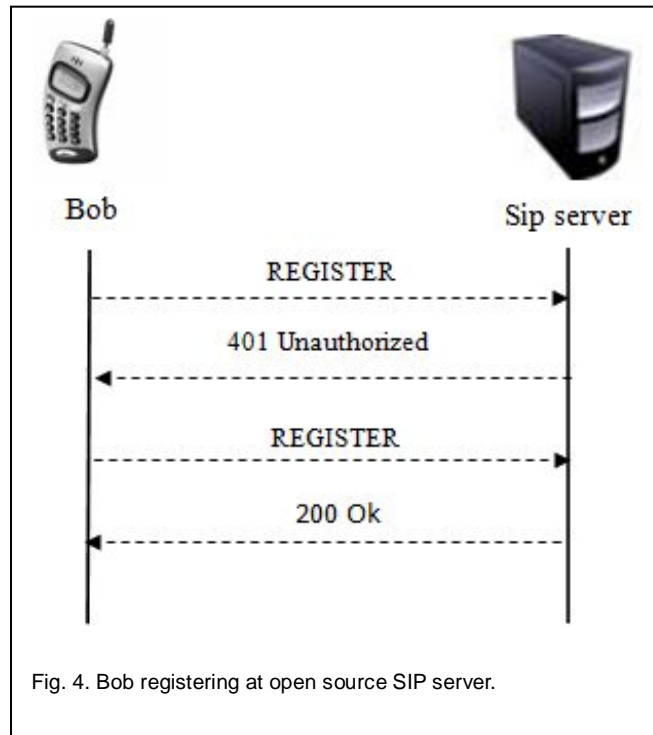 Bob
Sip server
REGISTER
401 Unauthorized
REGISTER
200 Ok
Fig. 4. Bob registering at open source SIP server.